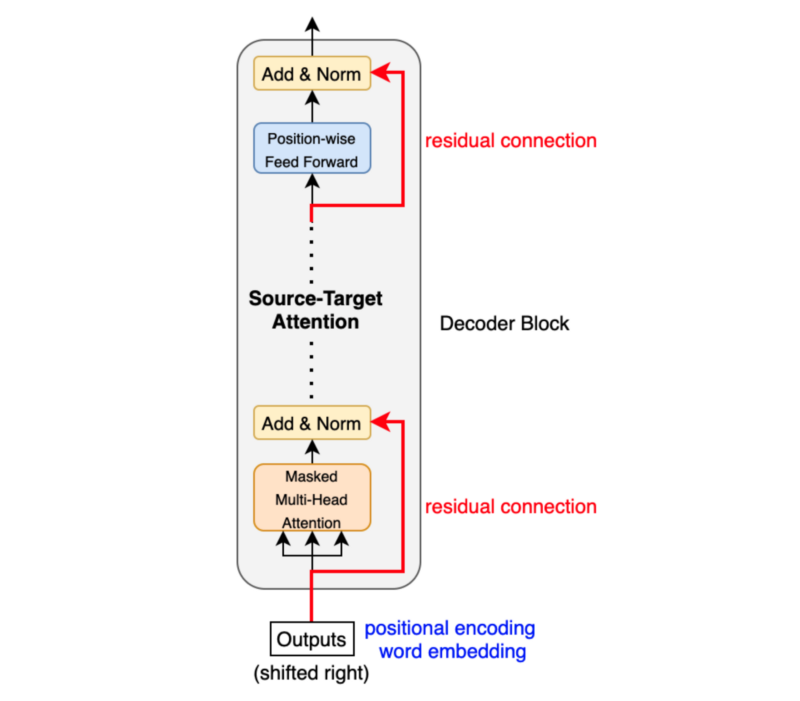 Add & Norm
Position-wise
Feed Forward
residual connection
Source-Target
Attention
Decoder Block
Add & Norm
Masked
Multi-Head
Attention
residual connection
Outputs
(shifted right)
positional encoding
word embedding